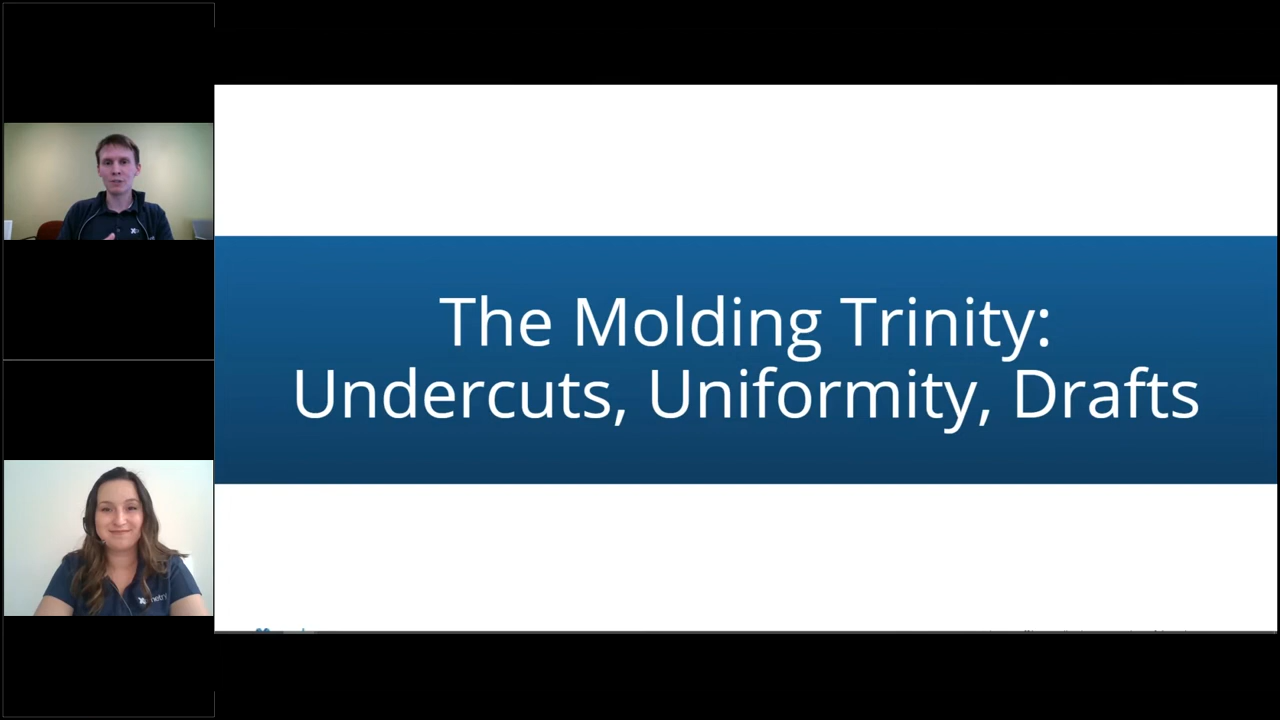 The Molding Trinity:
Undercuts, Uniformity, Drafts